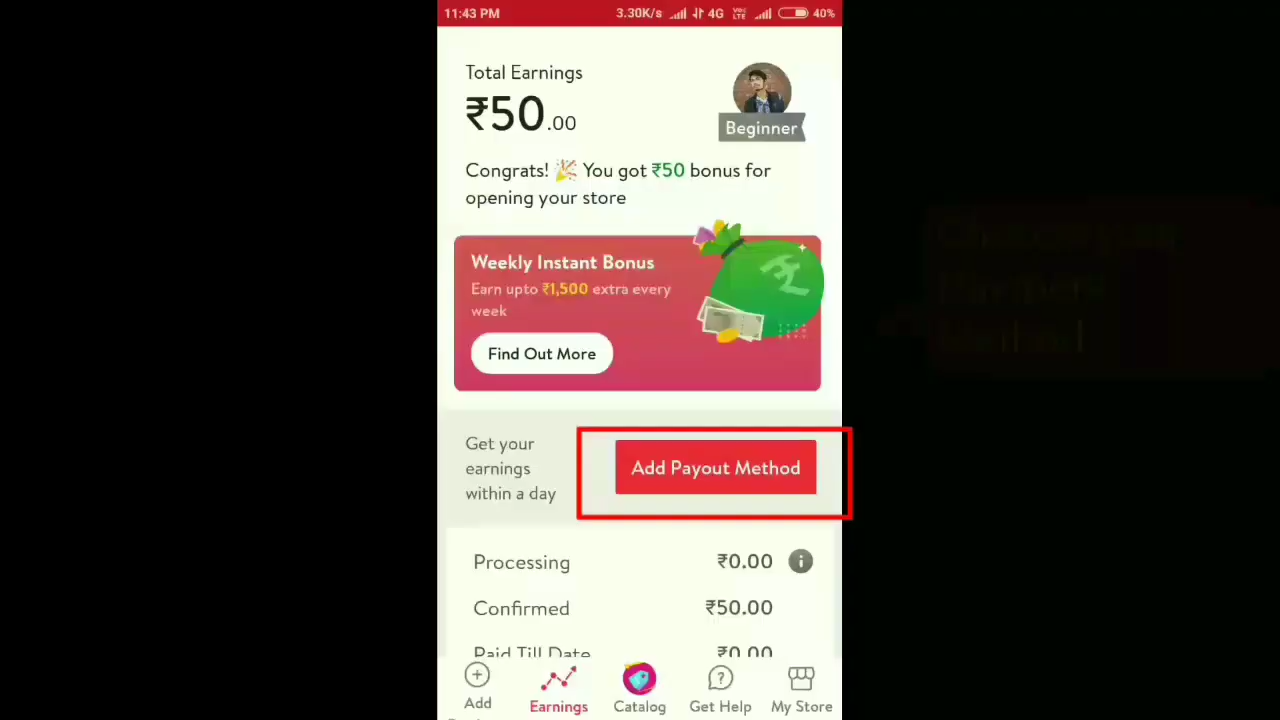 11:43 PM 3.30K/s 4G VoLTE 40%
Total Earnings
₹50.00
Beginner
Congrats! 🎉 You got ₹50 bonus for
opening your store
Weekly Instant Bonus
Earn upto ₹1,500 extra every
week
Find Out More
Get your
earnings
within a day
Add Payout Method
Processing ₹0.00
Confirmed ₹50.00
Paid Till Date ₹0.00
Add
Earnings
Catalog
Get Help
My Store